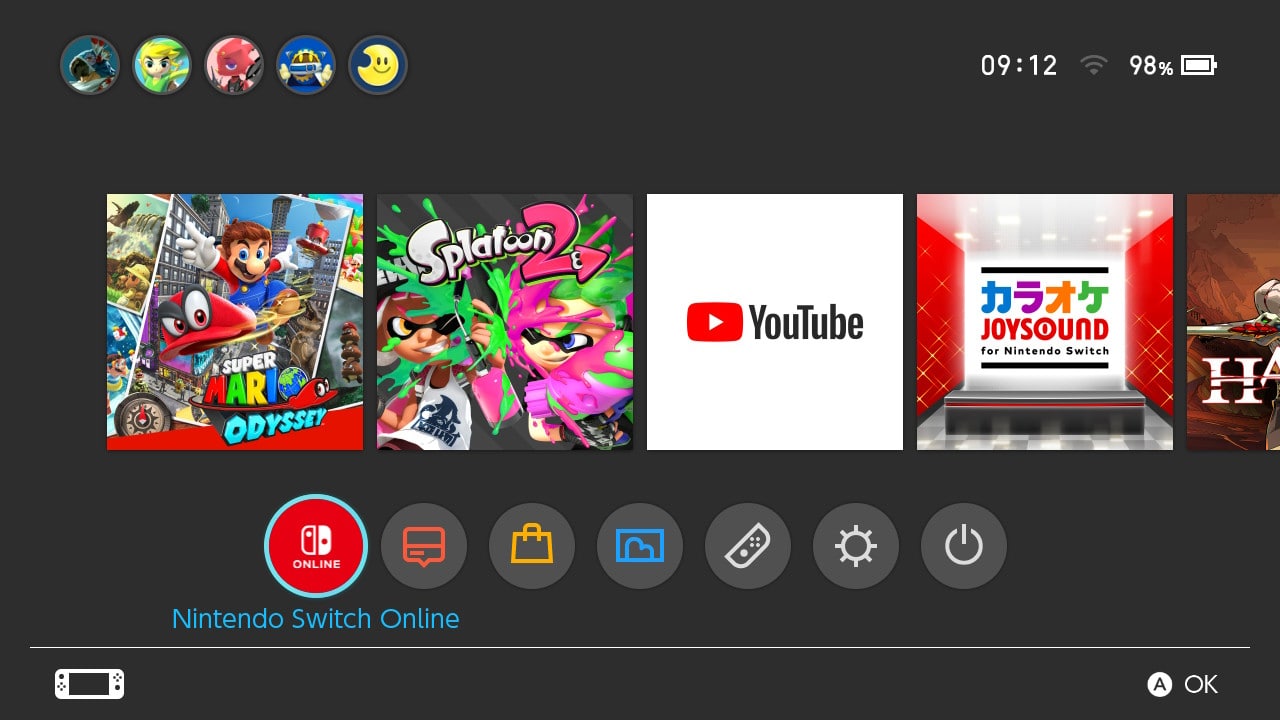 09:12 98%
SUPER
MARIO
ODYSSEY
Splatoon 2
YouTube
カラオケ
JOYSOUND
for Nintendo Switch
HA
ONLINE
Nintendo Switch Online
A OK